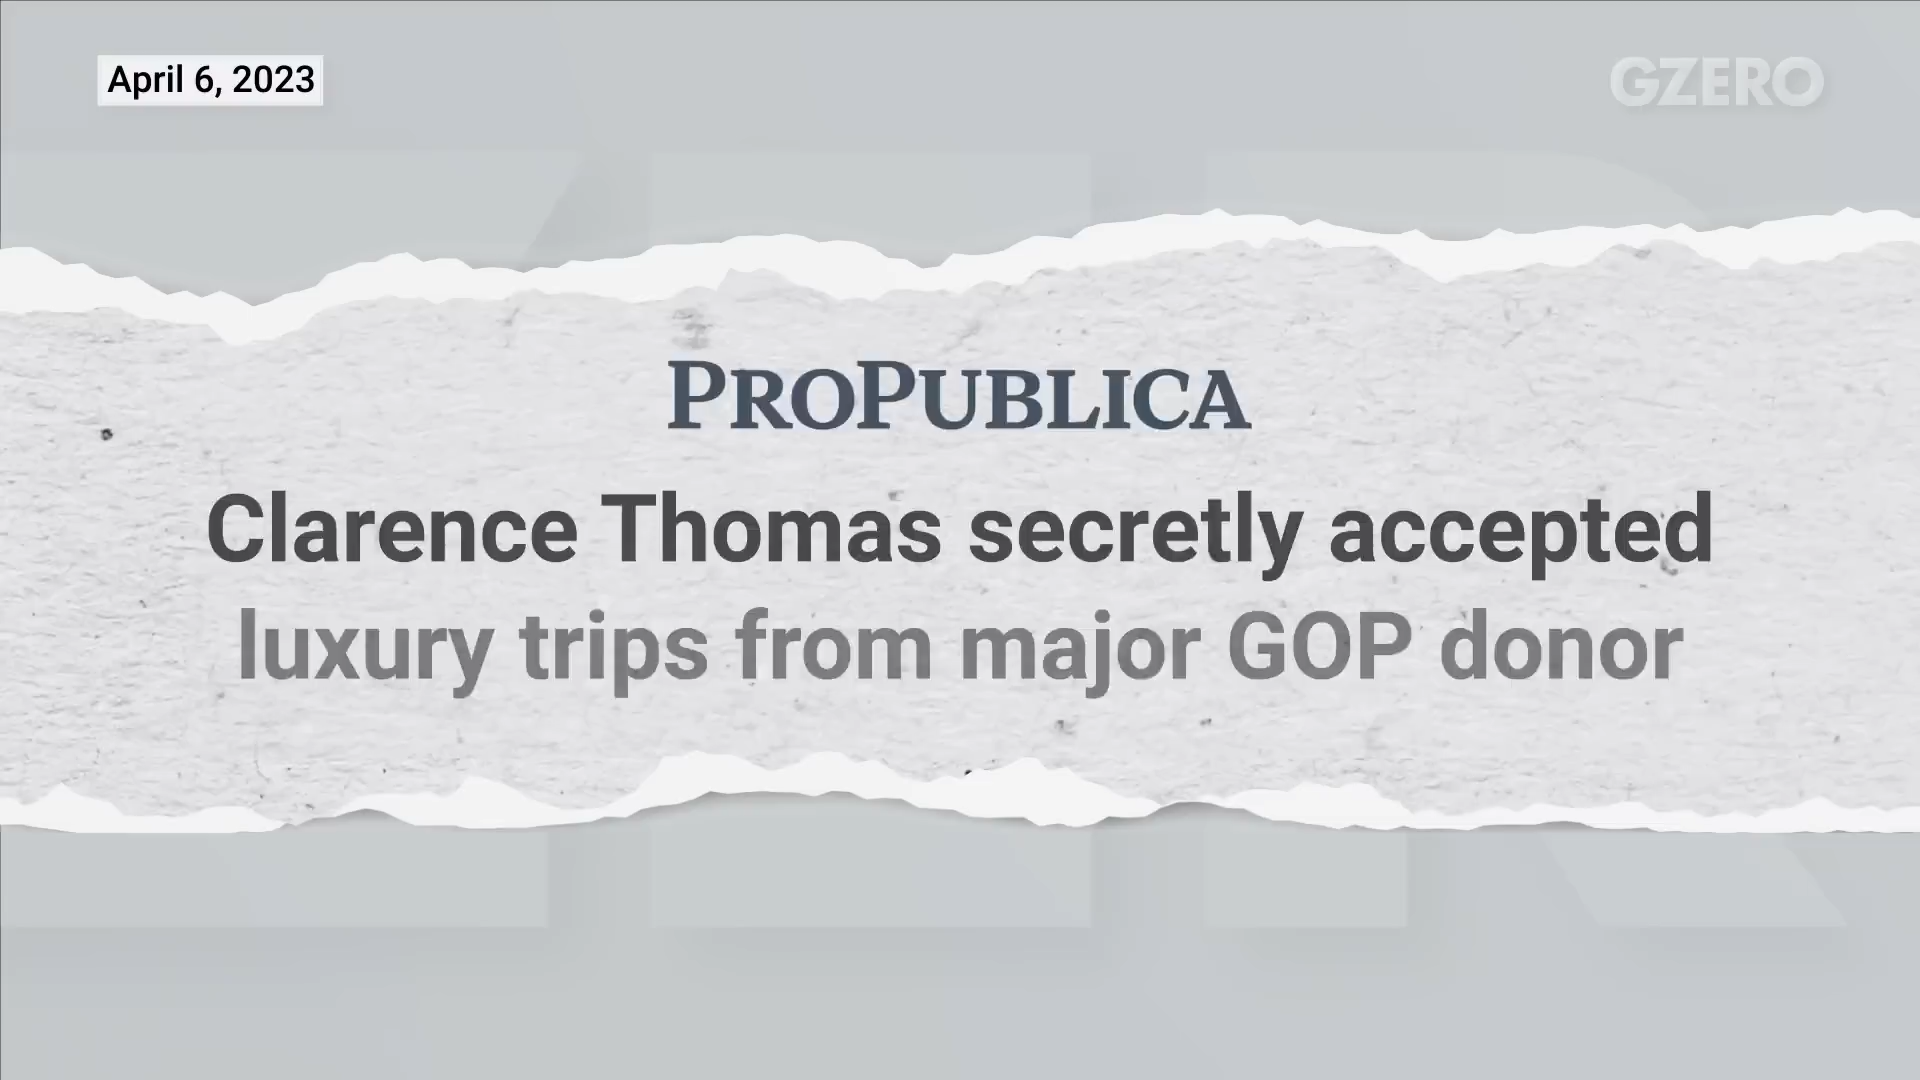 April 6, 2023
GZERO
PROPUBLICA
Clarence Thomas secretly accepted
luxury trips from major GOP donor